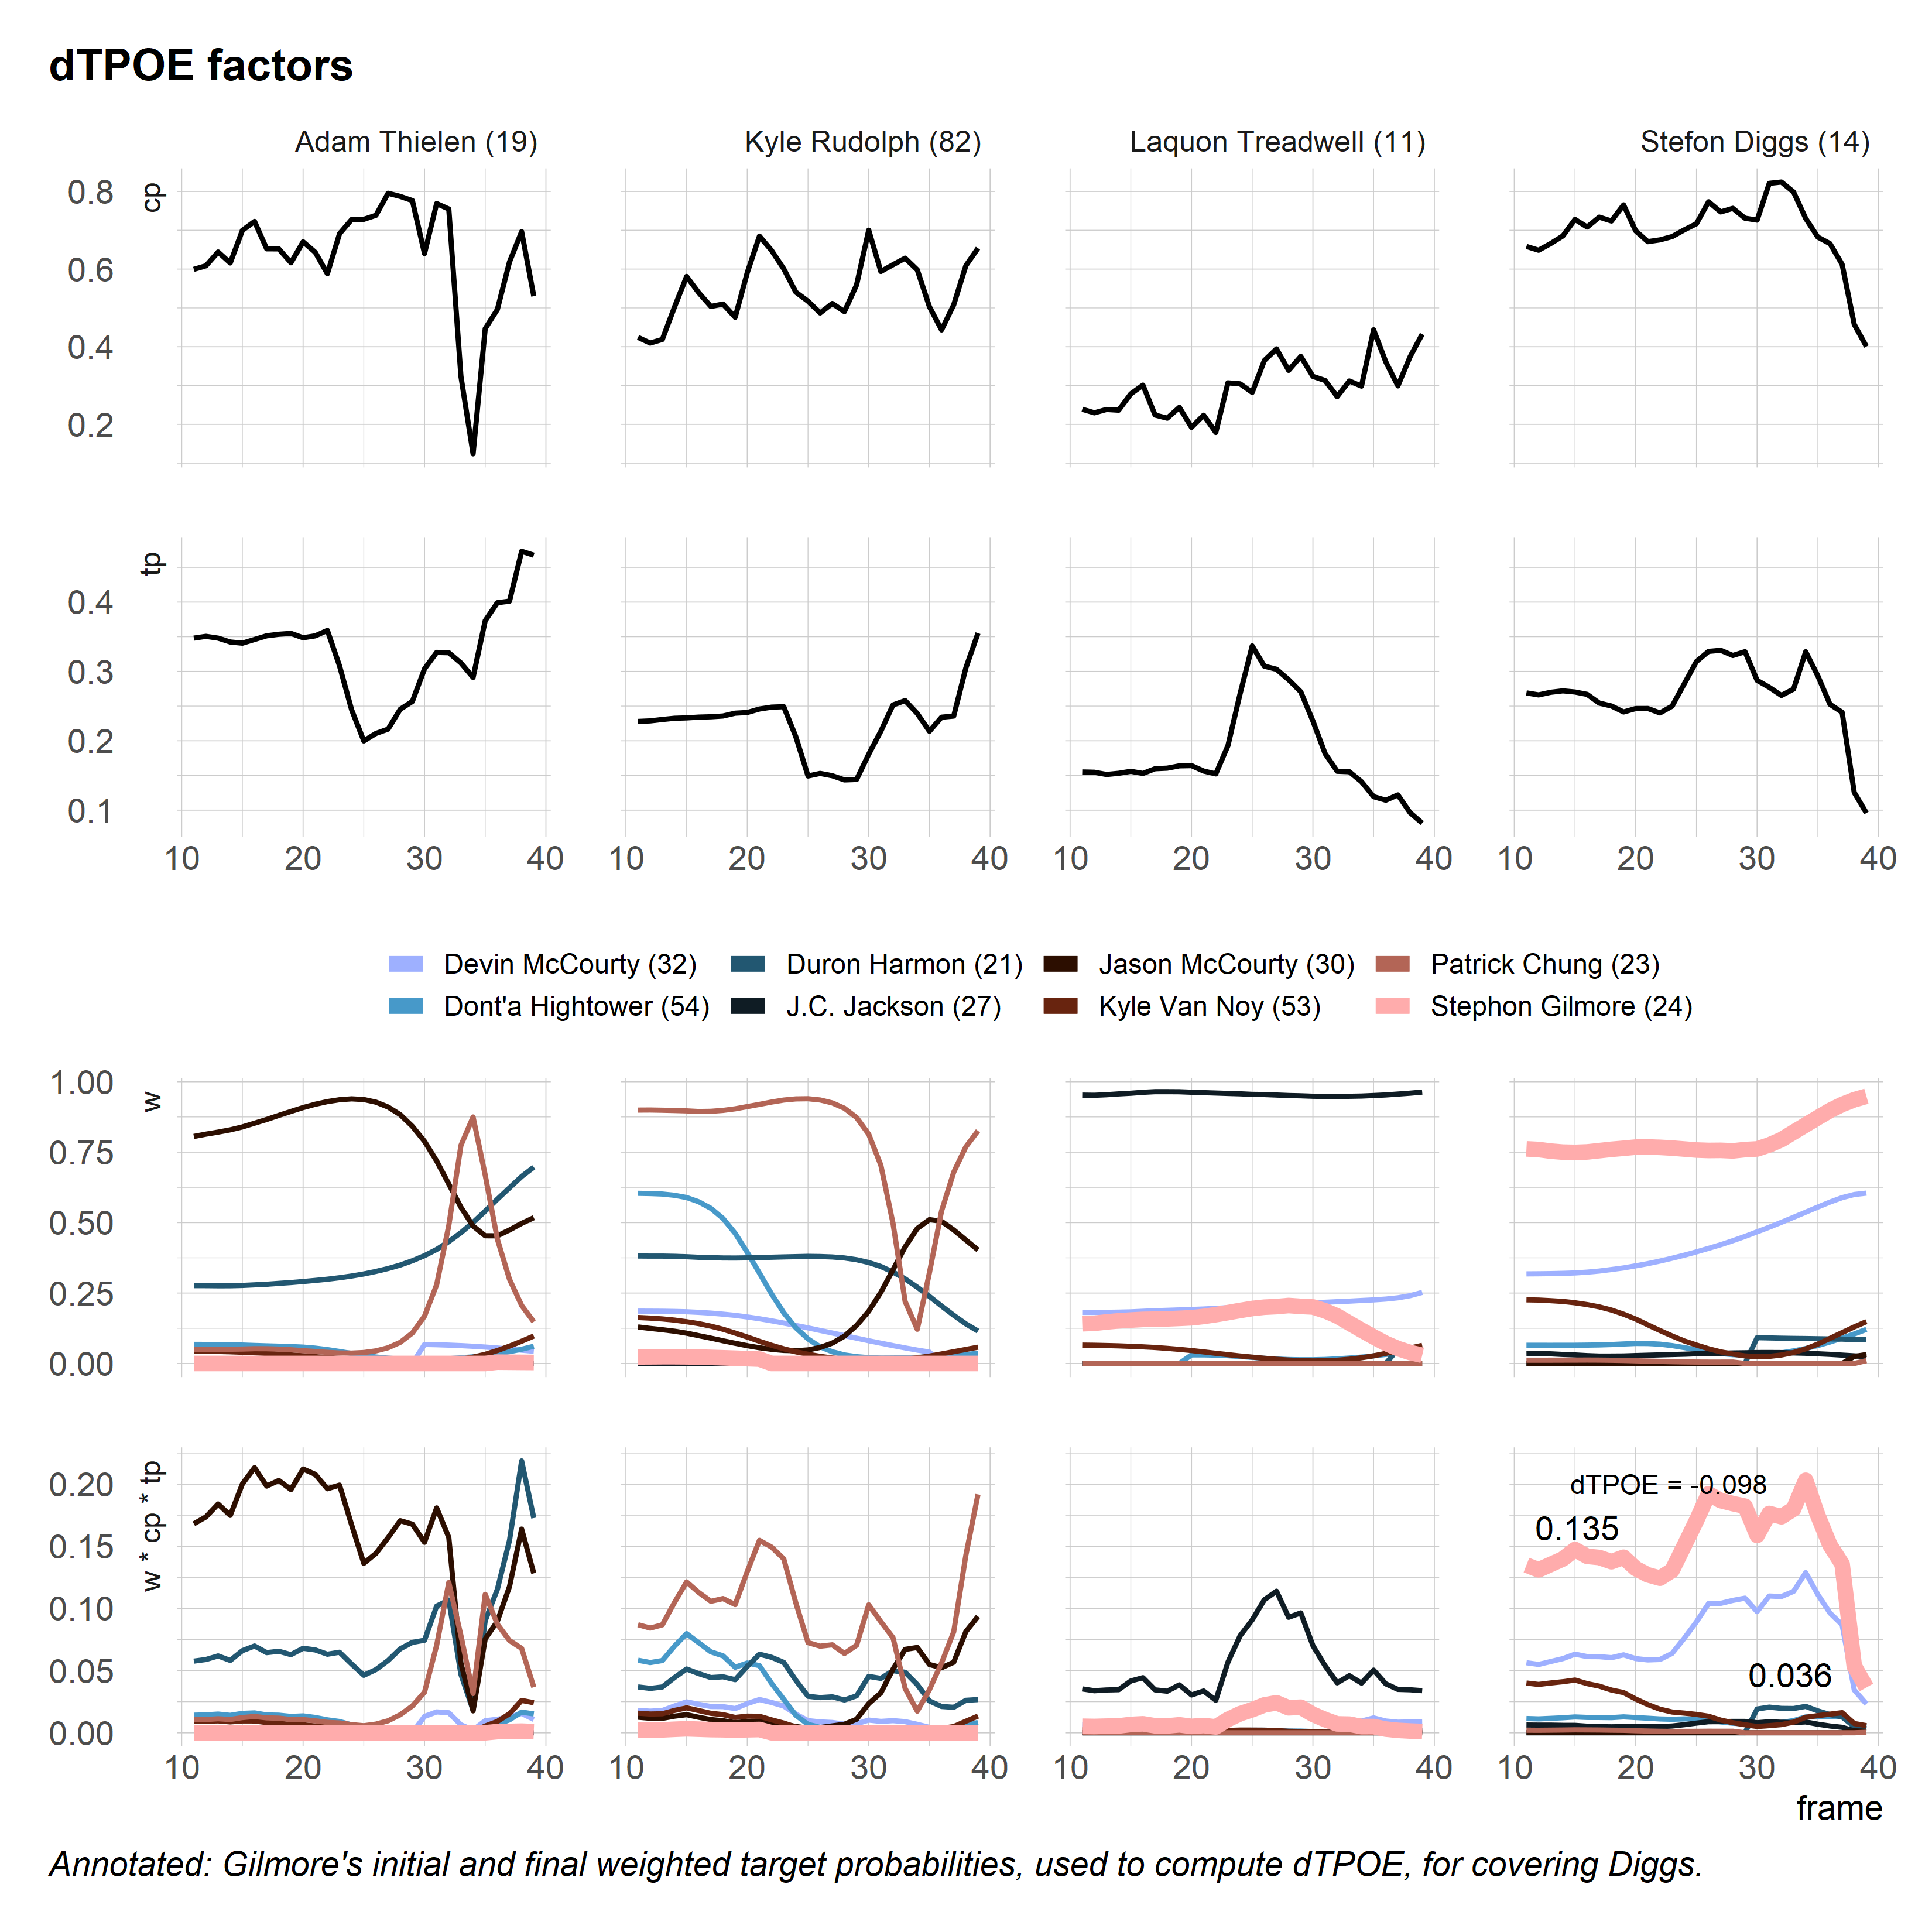 dTPOE factors
Adam Thielen (19) Kyle Rudolph (82) Laquon Treadwell (11) Stefon Diggs (14)
cp
0.8
0.6
0.4
0.2
tp
0.4
0.3
0.2
0.1
10 20 30 40 10 20 30 40 10 20 30 40 10 20 30 40
Devin McCourty (32) Duron Harmon (21) Jason McCourty (30) Patrick Chung (23)
Dont'a Hightower (54) J.C. Jackson (27) Kyle Van Noy (53) Stephon Gilmore (24)
w
1.00
0.75
0.50
0.25
0.00
w * cp * tp
0.20
0.15
0.10
0.05
0.00
dTPOE = -0.098
0.135
0.036
10 20 30 40 10 20 30 40 10 20 30 40 10 20 30 40
frame
Annotated: Gilmore's initial and final weighted target probabilities, used to compute dTPOE, for covering Diggs.